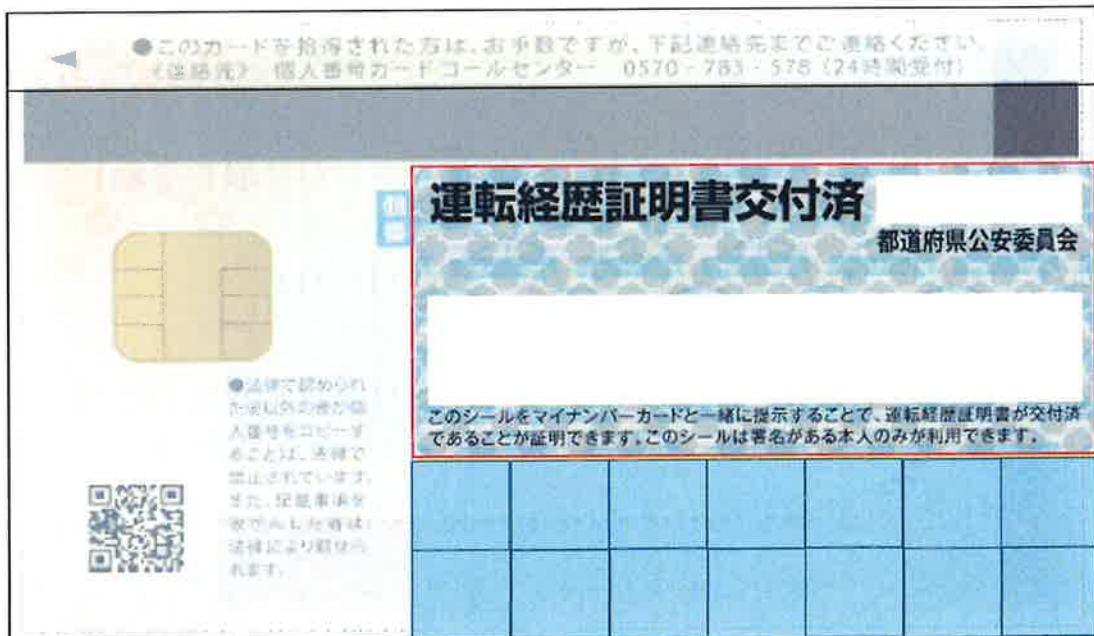 ●このカードを拾得された方は、お手数ですが、下記連絡先までご連絡ください。
《連絡先》 個人番号カードコールセンター 0570-783-578(24時間受付)
運転経歴証明書交付済
都道府県公安委員会
このシールをマイナンバーカードと一緒に提示することで、運転経歴証明書が交付済
であることが証明できます。このシールは署名がある本人のみが利用できます。
●法律で認められ
た者以外の者が個
人番号をコピーす
ることは、法律で
禁止されています。
また、記載事項を
改ざんした者は、
法律により罰せら
れます。